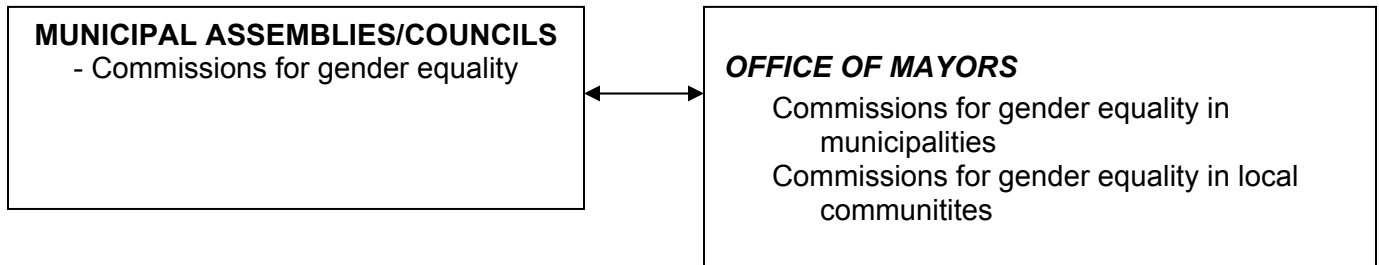 MUNICIPAL ASSEMBLIES/COUNCILS
- Commissions for gender equality
OFFICE OF MAYORS
Commissions for gender equality in
municipalities
Commissions for gender equality in local
communitites